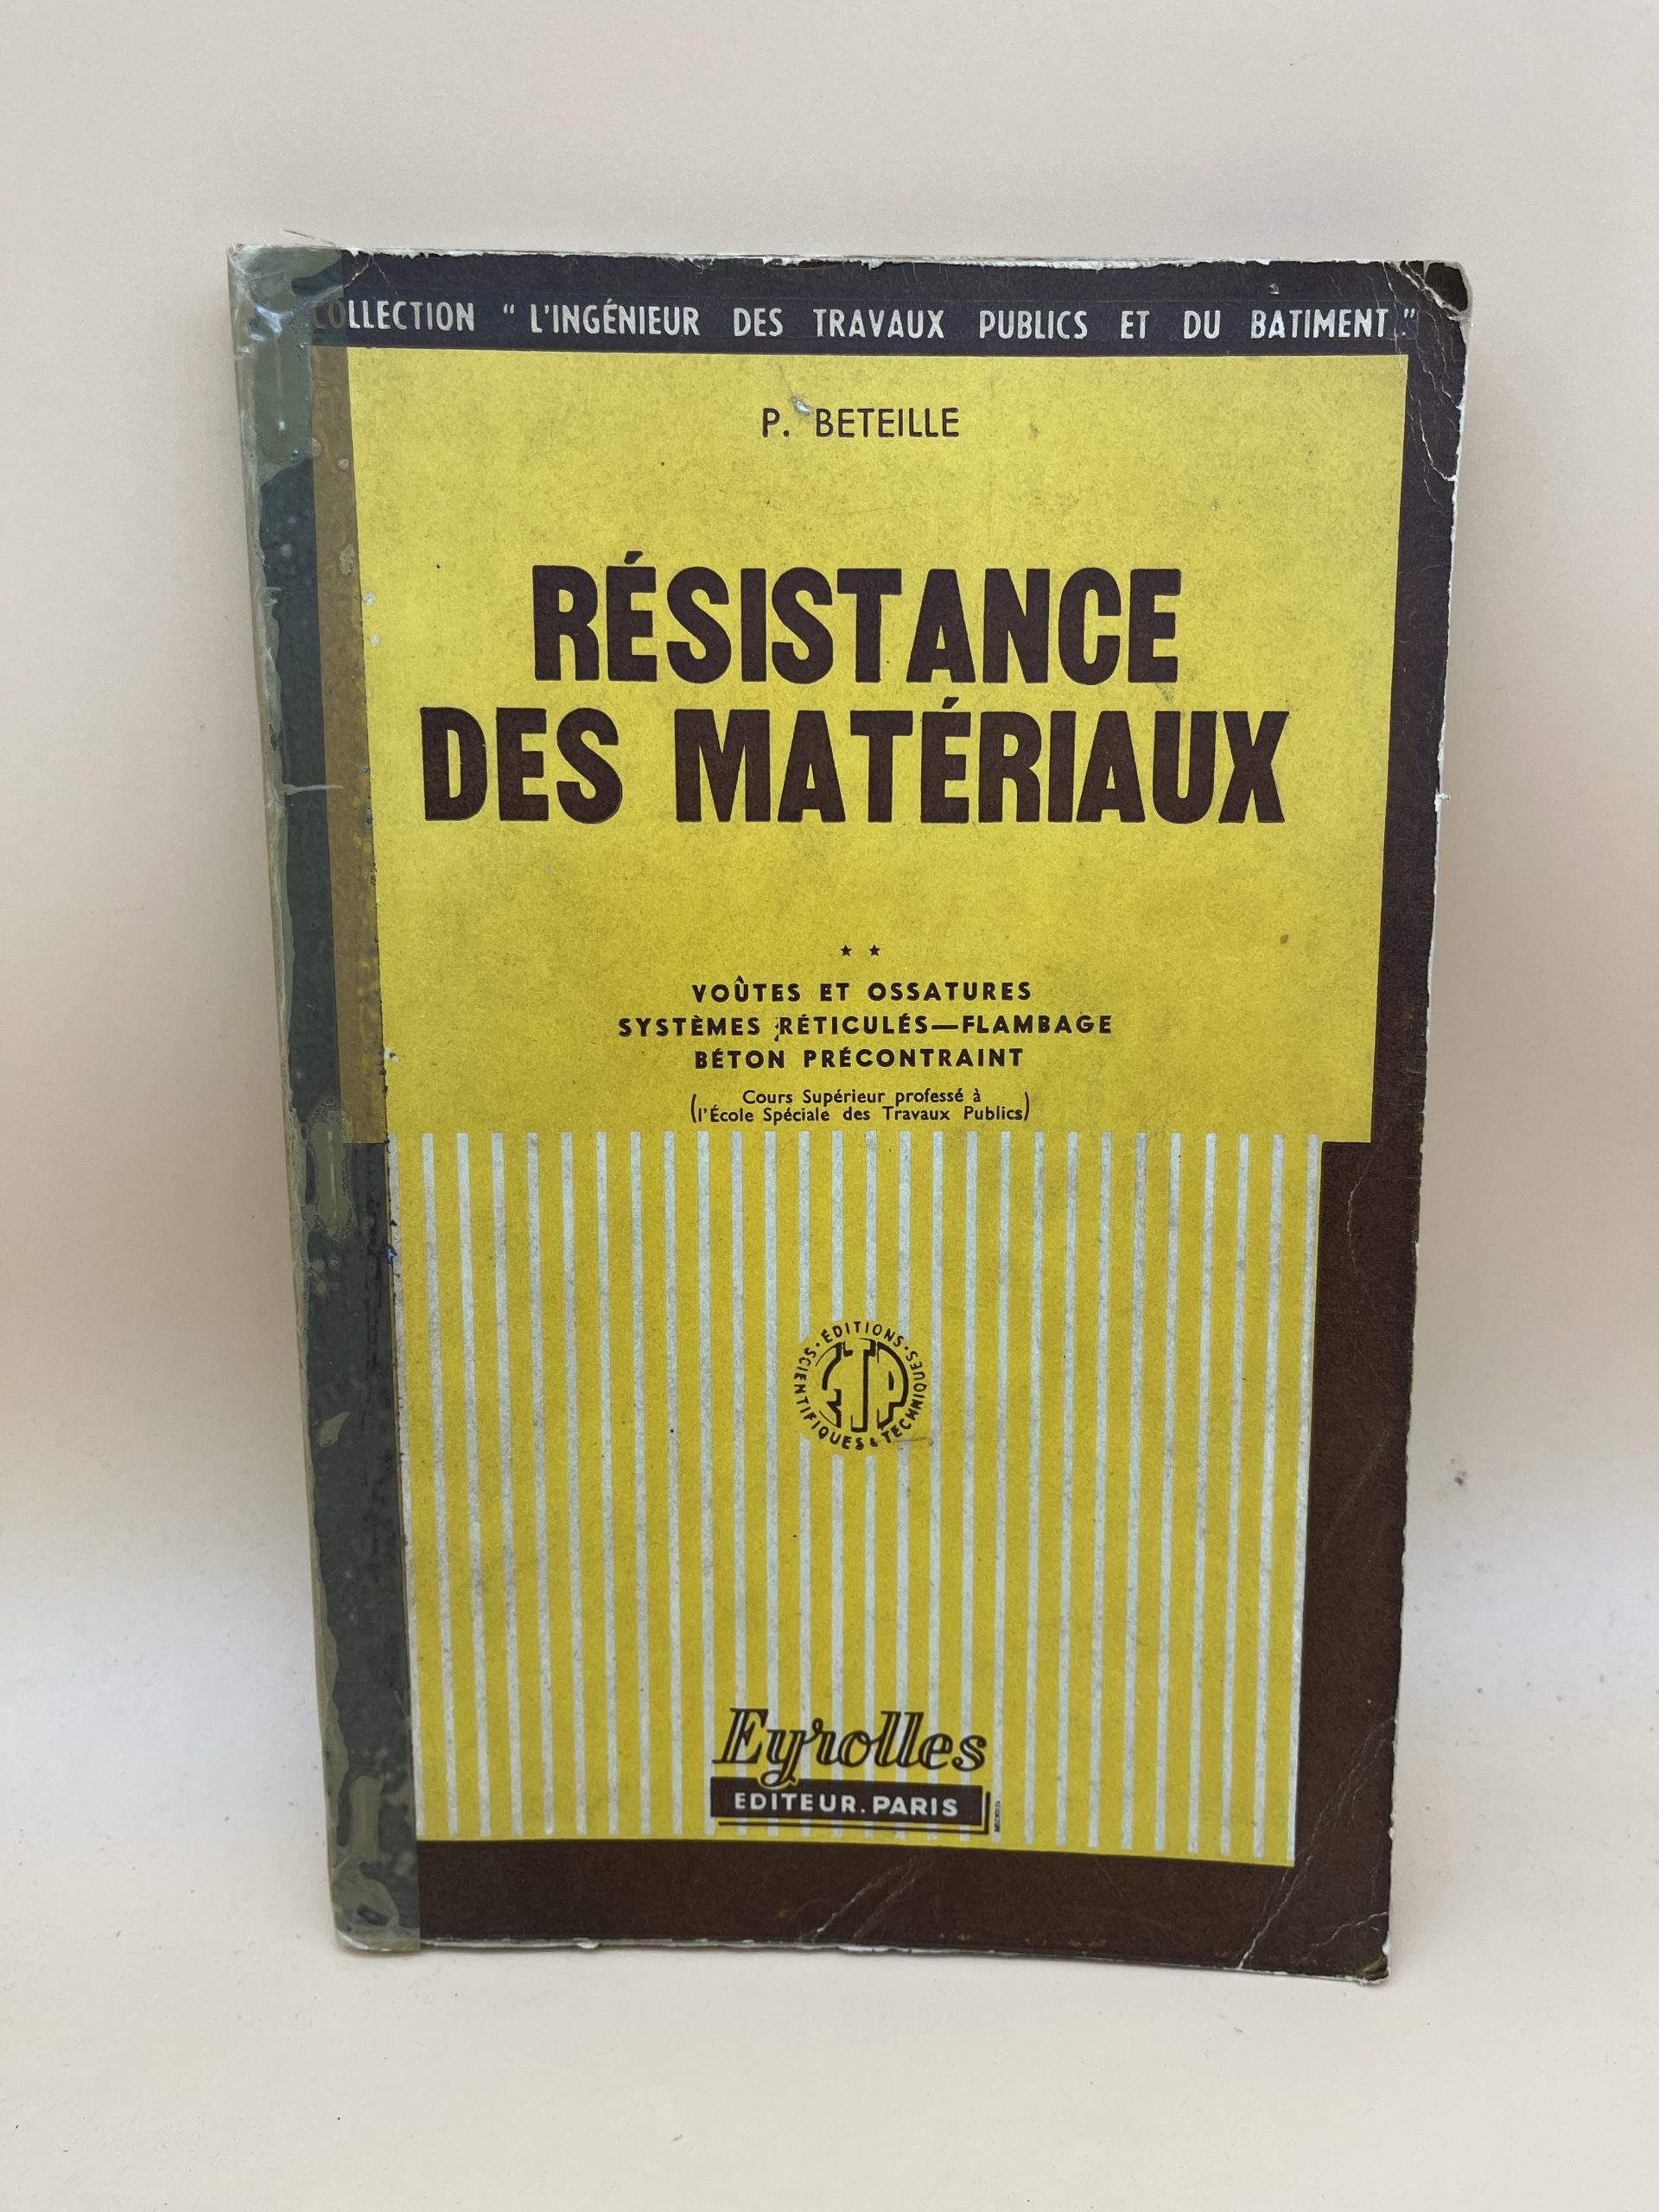 COLLECTION “ L'INGÉNIEUR DES TRAVAUX PUBLICS ET DU BATIMENT ”
P. BETEILLE
RÉSISTANCE
DES MATÉRIAUX
★ ★
VOÛTES ET OSSATURES
SYSTÈMES RÉTICULÉS—FLAMBAGE
BÉTON PRÉCONTRAINT
(Cours Supérieur professé à
l'École Spéciale des Travaux Publics)
· ÉDITIONS · SCIENTIFIQUES & TECHNIQUES
Eyrolles
EDITEUR. PARIS